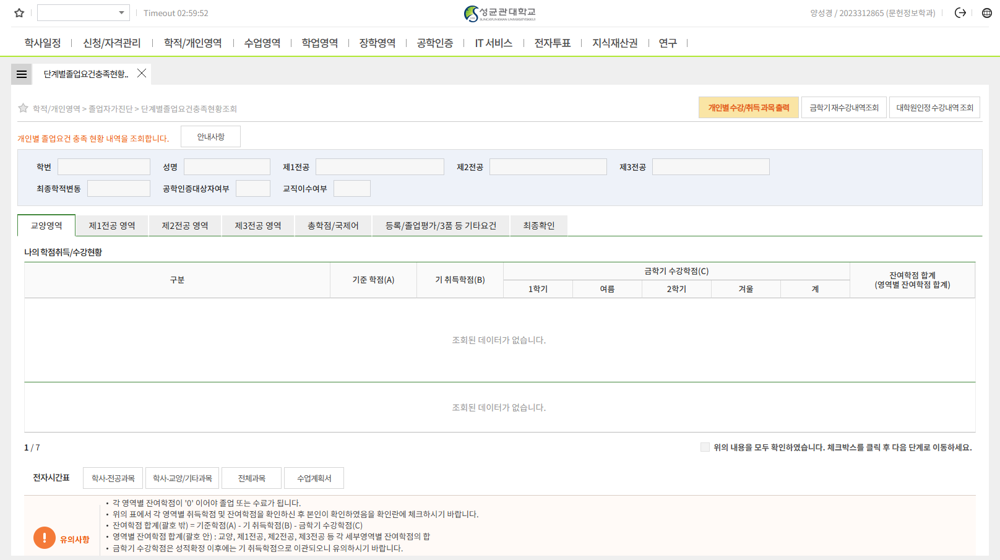 Timeout 02:59:52
성균관대학교
SUNGKYUNKWAN UNIVERSITY(SKKU)
양성경 / 2023312865 (문헌정보학과)
학사일정 신청/자격관리 학적/개인영역 수업영역 학업영역 장학영역 공학인증 IT 서비스 전자투표 지식재산권 연구
단계별졸업요건충족현황..
학적/개인영역 > 졸업자가진단 > 단계별졸업요건충족현황조회
개인별 수강/취득 과목 출력 금학기 재수강내역조회 대학원인정 수강내역 조회
개인별 졸업요건 충족 현황 내역을 조회합니다. 안내사항
학번 성명 제1전공 제2전공 제3전공
최종학적변동 공학인증대상자여부 교직이수여부
교양영역 제1전공 영역 제2전공 영역 제3전공 영역 총학점/국제어 등록/졸업평가/3품 등 기타요건 최종확인
나의 학점취득/수강현황
구분 기준 학점(A) 기 취득학점(B) 금학기 수강학점(C) 잔여학점 합계
(영역별 잔여학점 합계)
1학기 여름 2학기 겨울 계
조회된 데이터가 없습니다.
조회된 데이터가 없습니다.
1 / 7
위의 내용을 모두 확인하였습니다. 체크박스를 클릭 후 다음 단계로 이동하세요.
전자시간표 학사-전공과목 학사-교양/기타과목 전체과목 수업계획서
유의사항
• 각 영역별 잔여학점이 '0' 이어야 졸업 또는 수료가 됩니다.
• 위의 표에서 각 영역별 취득학점 및 잔여학점을 확인하신 후 본인이 확인하였음을 확인란에 체크하시기 바랍니다.
• 잔여학점 합계(괄호 밖) = 기준학점(A) - 기 취득학점(B) - 금학기 수강학점(C)
• 영역별 잔여학점 합계(괄호 안) : 교양, 제1전공, 제2전공, 제3전공 등 각 세부영역별 잔여학점의 합
• 금학기 수강학점은 성적확정 이후에는 기 취득학점으로 이관되오니 유의하시기 바랍니다.